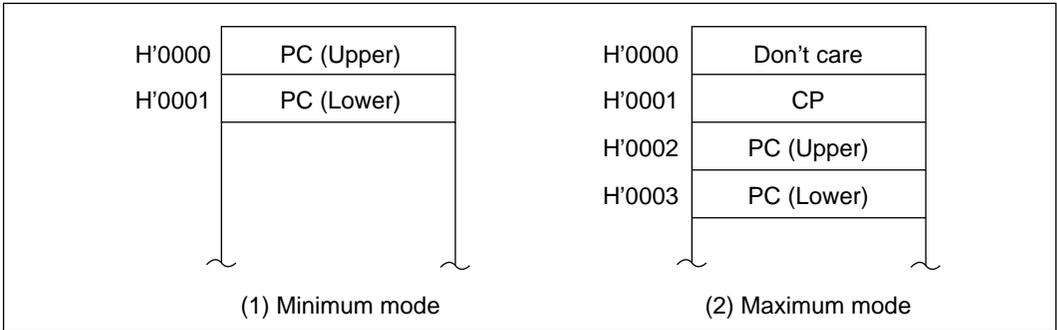 H'0000 PC (Upper)
H'0001 PC (Lower)
(1) Minimum mode
H'0000 Don't care
H'0001 CP
H'0002 PC (Upper)
H'0003 PC (Lower)
(2) Maximum mode